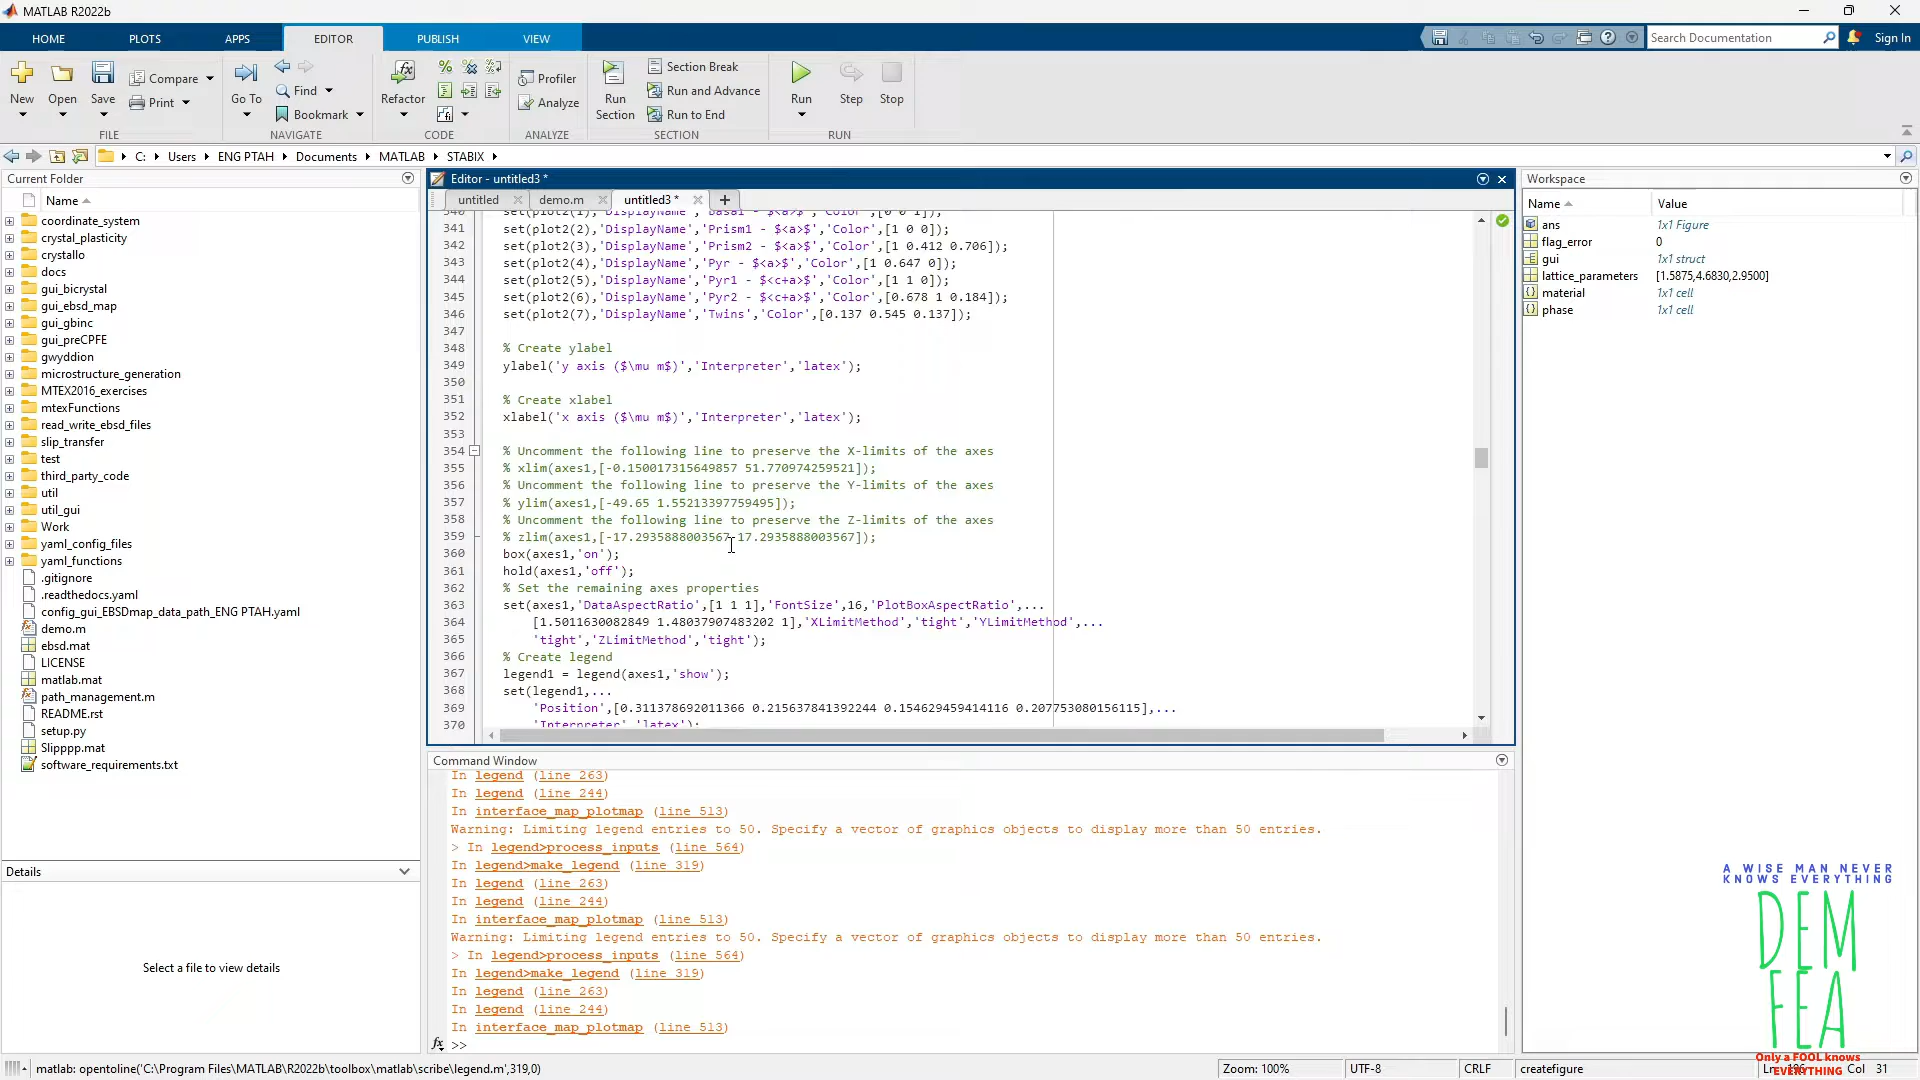 MATLAB R2022b
HOME
PLOTS
APPS
EDITOR
PUBLISH
VIEW
Search Documentation
Sign In
New
Open
Save
Compare
Print
Go To
Find
Bookmark
Refactor
Profiler
Analyze
Run
Section
Section Break
Run and Advance
Run to End
Run
Step
Stop
FILE
NAVIGATE
CODE
ANALYZE
SECTION
RUN
C: Users ENG PTAH Documents MATLAB STABIX
Current Folder
Name
coordinate_system
crystal_plasticity
crystallo
docs
gui_bicrystal
gui_ebsd_map
gui_gbinc
gui_preCPFE
gwyddion
microstructure_generation
MTEX2016_exercises
mtexFunctions
read_write_ebsd_files
slip_transfer
test
third_party_code
util
util_gui
Work
yaml_config_files
yaml_functions
.gitignore
.readthedocs.yaml
config_gui_EBSDmap_data_path_ENG PTAH.yaml
demo.m
ebsd.mat
LICENSE
matlab.mat
path_management.m
README.rst
setup.py
Slipppp.mat
software_requirements.txt
Details
Select a file to view details
Editor - untitled3 *
untitled
demo.m
untitled3 *
340 set(plot2(1),'DisplayName','Basal - $<a>$','Color',[0 0 1]);
341 set(plot2(2),'DisplayName','Prism1 - $<a>$','Color',[1 0 0]);
342 set(plot2(3),'DisplayName','Prism2 - $<a>$','Color',[1 0.412 0.706]);
343 set(plot2(4),'DisplayName','Pyr - $<a>$','Color',[1 0.647 0]);
344 set(plot2(5),'DisplayName','Pyr1 - $<c+a>$','Color',[1 1 0]);
345 set(plot2(6),'DisplayName','Pyr2 - $<c+a>$','Color',[0.678 1 0.184]);
346 set(plot2(7),'DisplayName','Twins','Color',[0.137 0.545 0.137]);
347
348 % Create ylabel
349 ylabel('y axis ($\mu m$)','Interpreter','latex');
350
351 % Create xlabel
352 xlabel('x axis ($\mu m$)','Interpreter','latex');
353
354 % Uncomment the following line to preserve the X-limits of the axes
355 % xlim(axes1,[-0.150017315649857 51.770974259521]);
356 % Uncomment the following line to preserve the Y-limits of the axes
357 % ylim(axes1,[-49.65 1.55213397759495]);
358 % Uncomment the following line to preserve the Z-limits of the axes
359 % zlim(axes1,[-17.2935888003567 17.2935888003567]);
360 box(axes1,'on');
361 hold(axes1,'off');
362 % Set the remaining axes properties
363 set(axes1,'DataAspectRatio',[1 1 1],'FontSize',16,'PlotBoxAspectRatio',...
364 [1.5011630082849 1.48037907483202 1],'XLimitMethod','tight','YLimitMethod',...
365 'tight','ZLimitMethod','tight');
366 % Create legend
367 legend1 = legend(axes1,'show');
368 set(legend1,...
369 'Position',[0.311378692011366 0.215637841392244 0.154629459414116 0.207753080156115],...
370 'Interpreter','latex');
Command Window
In legend (line 263)
In legend (line 244)
In interface_map_plotmap (line 513)
Warning: Limiting legend entries to 50. Specify a vector of graphics objects to display more than 50 entries.
> In legend>process_inputs (line 564)
In legend>make_legend (line 319)
In legend (line 263)
In legend (line 244)
In interface_map_plotmap (line 513)
Warning: Limiting legend entries to 50. Specify a vector of graphics objects to display more than 50 entries.
> In legend>process_inputs (line 564)
In legend>make_legend (line 319)
In legend (line 263)
In legend (line 244)
In interface_map_plotmap (line 513)
fx >>
Workspace
Name Value
ans 1x1 Figure
flag_error 0
gui 1x1 struct
lattice_parameters [1.5875,4.6830,2.9500]
material 1x1 cell
phase 1x1 cell
A WISE MAN NEVER
KNOWS EVERYTHING
DEM
FEA
Only a FOOL knows
EVERYTHING
matlab: opentoline('C:\Program Files\MATLAB\R2022b\toolbox\matlab\scribe\legend.m',319,0)
Zoom: 100%
UTF-8
CRLF
createfigure
Col 31